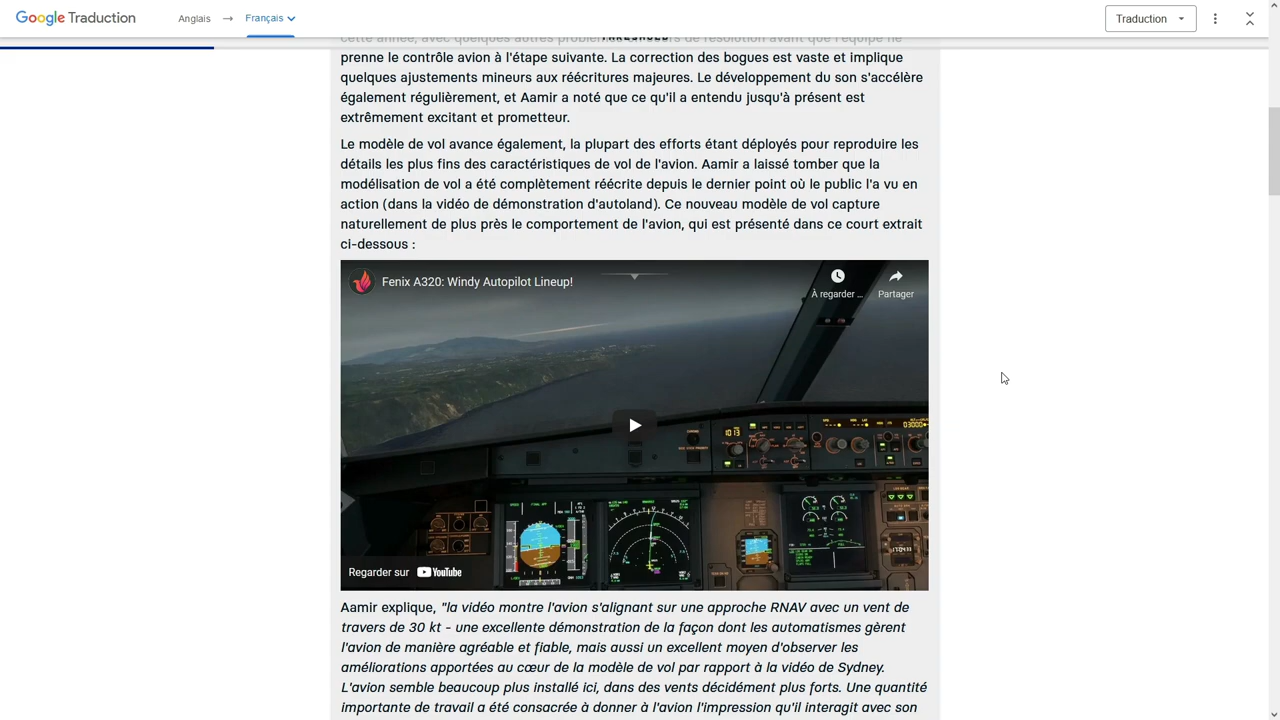 Google Traduction
Anglais → Français
Traduction
prenne le contrôle avion à l'étape suivante. La correction des bogues est vaste et implique
quelques ajustements mineurs aux réécritures majeures. Le développement du son s'accélère
également régulièrement, et Aamir a noté que ce qu'il a entendu jusqu'à présent est
extrêmement excitant et prometteur.
Le modèle de vol avance également, la plupart des efforts étant déployés pour reproduire les
détails les plus fins des caractéristiques de vol de l'avion. Aamir a laissé tomber que la
modélisation de vol a été complètement réécrite depuis le dernier point où le public l'a vu en
action (dans la vidéo de démonstration d'autoland). Ce nouveau modèle de vol capture
naturellement de plus près le comportement de l'avion, qui est présenté dans ce court extrait
ci-dessous :
Fenix A320: Windy Autopilot Lineup!
À regarder ...
Partager
1013
Regarder sur YouTube
Aamir explique, "la vidéo montre l'avion s'alignant sur une approche RNAV avec un vent de
travers de 30 kt - une excellente démonstration de la façon dont les automatismes gèrent
l'avion de manière agréable et fiable, mais aussi un excellent moyen d'observer les
améliorations apportées au cœur de la modèle de vol par rapport à la vidéo de Sydney.
L'avion semble beaucoup plus installé ici, dans des vents décidément plus forts. Une quantité
importante de travail a été consacrée à donner à l'avion l'impression qu'il interagit avec son